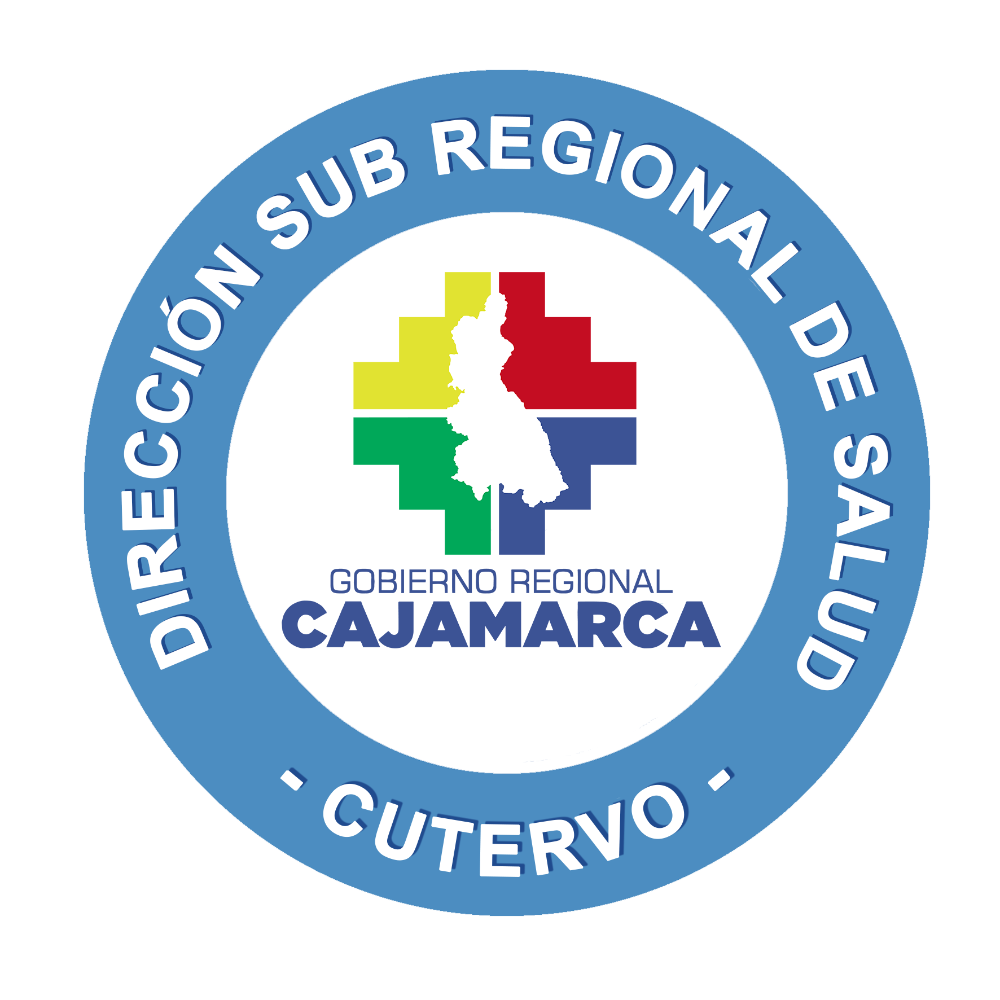 DIRECCIÓN SUB REGIONAL DE SALUD
GOBIERNO REGIONAL
CAJAMARCA
- CUTERVO -